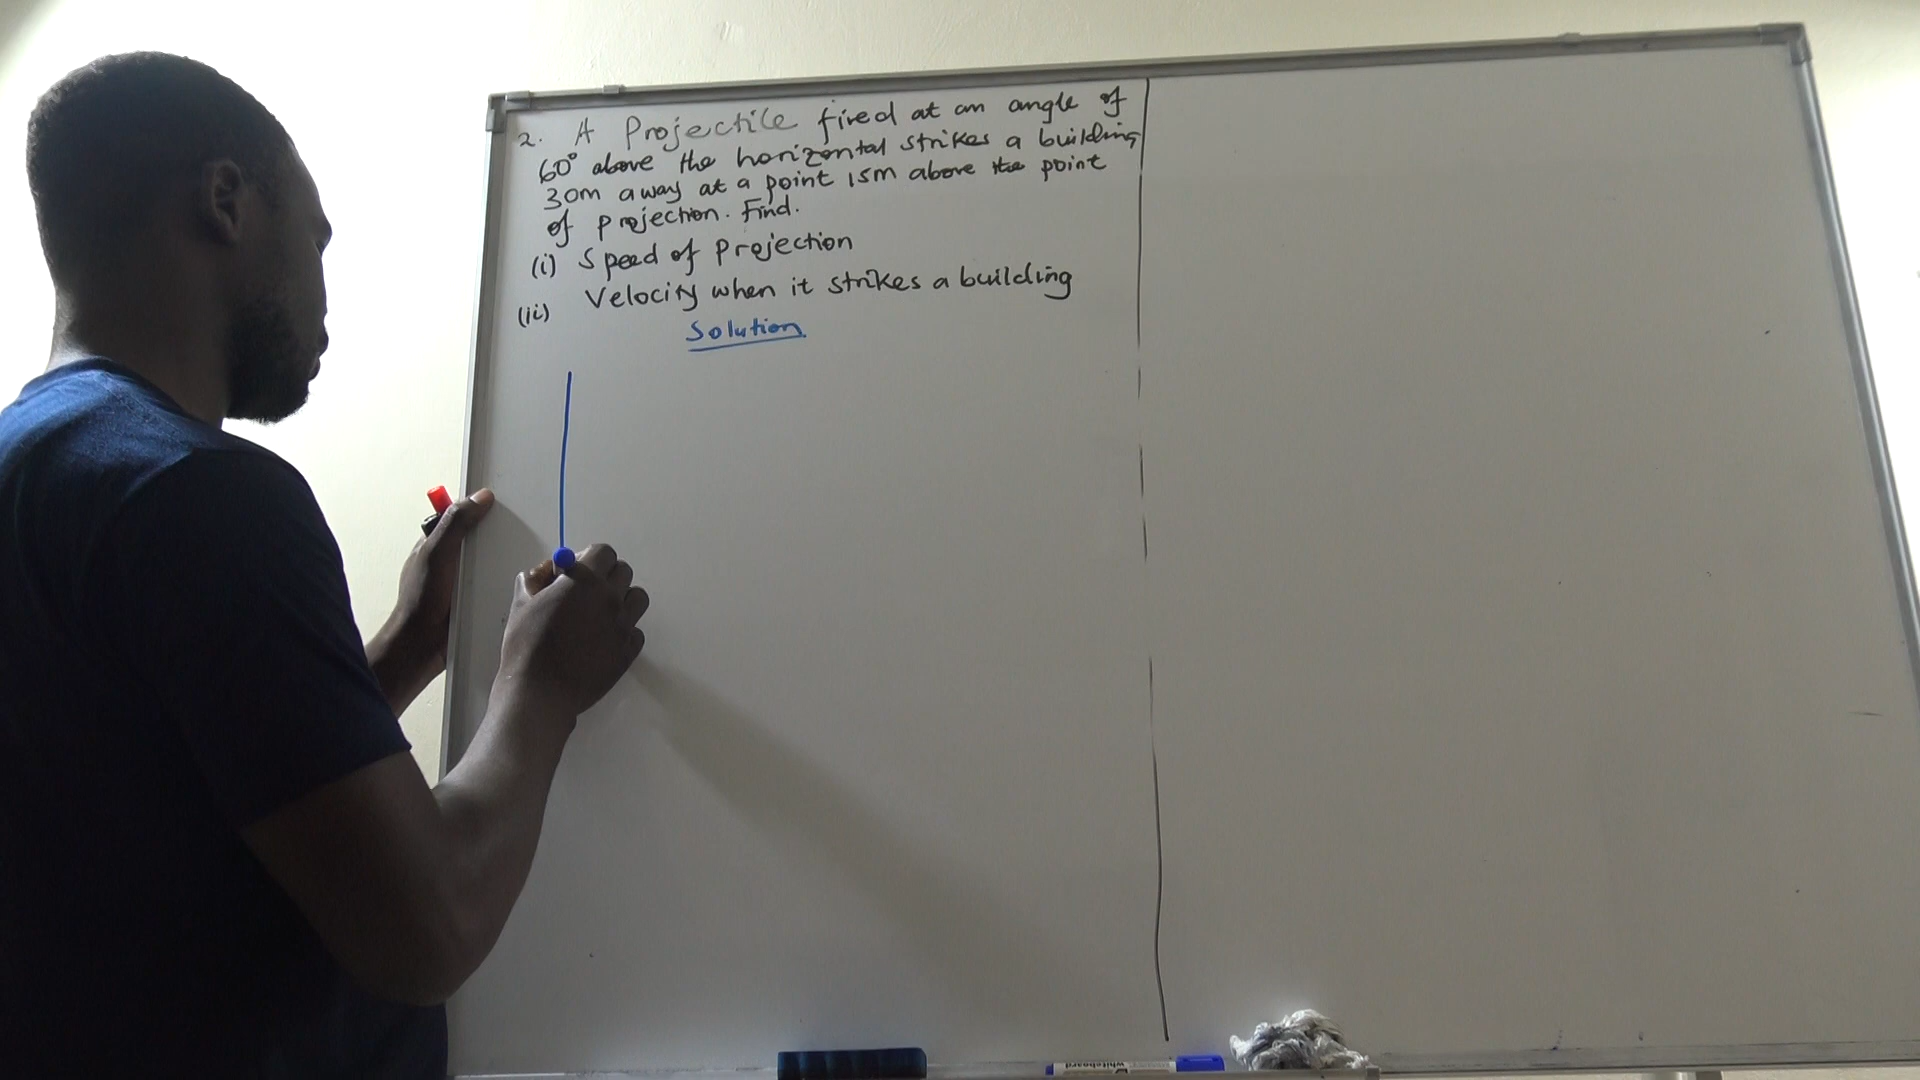 2. A Projectile fired at an angle of
60° above the horizontal strikes a building
30m away at a point 15m above the point
of projection. Find.
(i) Speed of Projection
(ii) Velocity when it strikes a building
Solution
whiteboard